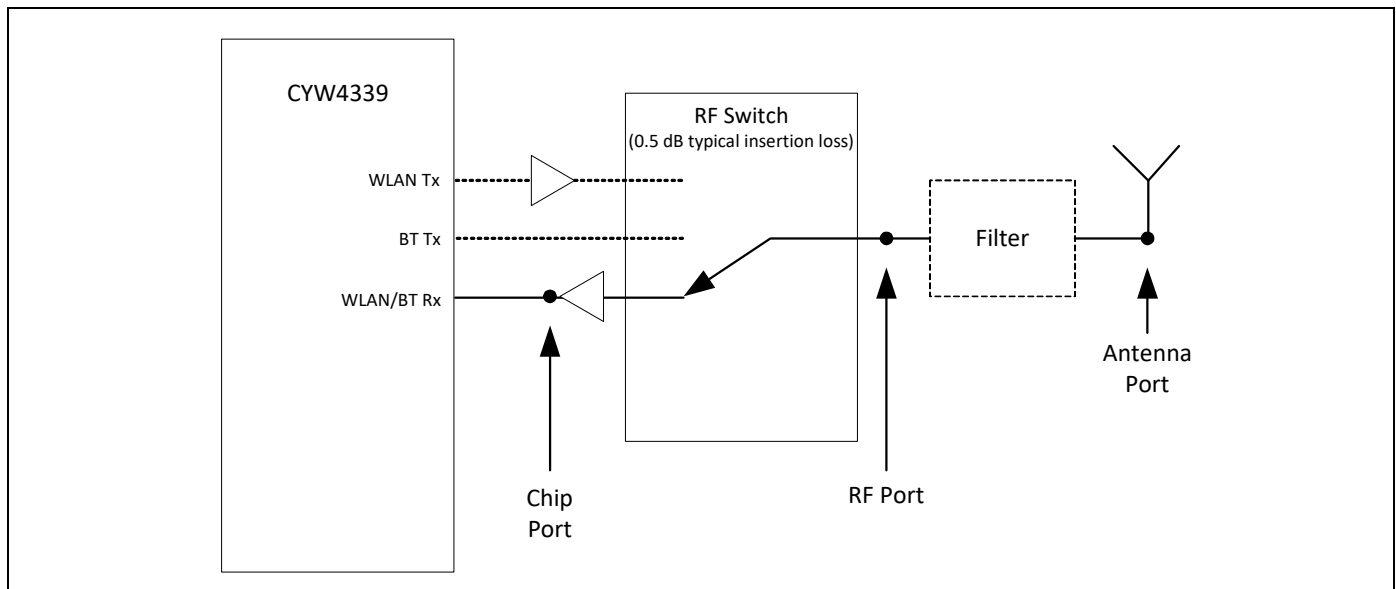 CYW4339
RF Switch
(0.5 dB typical insertion loss)
WLAN Tx
BT Tx
WLAN/BT Rx
Filter
Chip
Port
RF Port
Antenna
Port